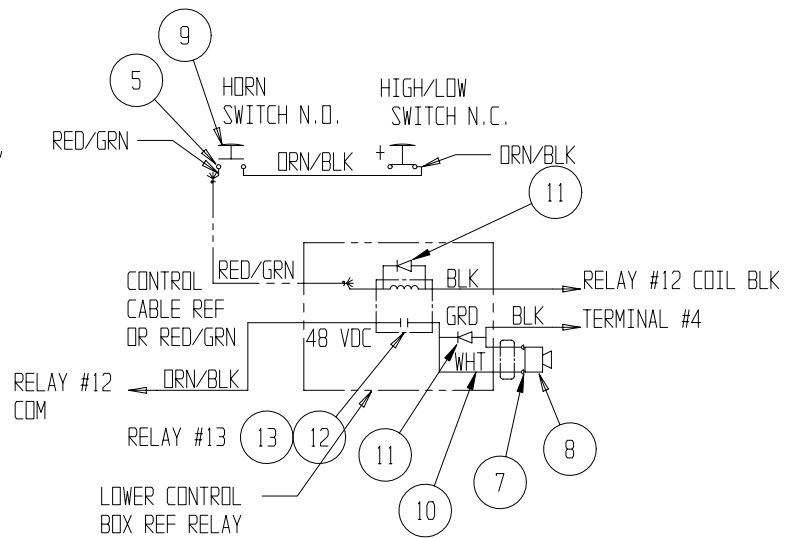 9
5
HORN
SWITCH N.O.
HIGH/LOW
SWITCH N.C.
RED/GRN
ORN/BLK
+
ORN/BLK
11
RED/GRN
BLK
RELAY #12 COIL BLK
CONTROL
CABLE REF
OR RED/GRN
48 VDC
GRD
BLK
TERMINAL #4
WHT
RELAY #12
COM
ORN/BLK
RELAY #13
13
12
11
10
7
8
LOWER CONTROL
BOX REF RELAY